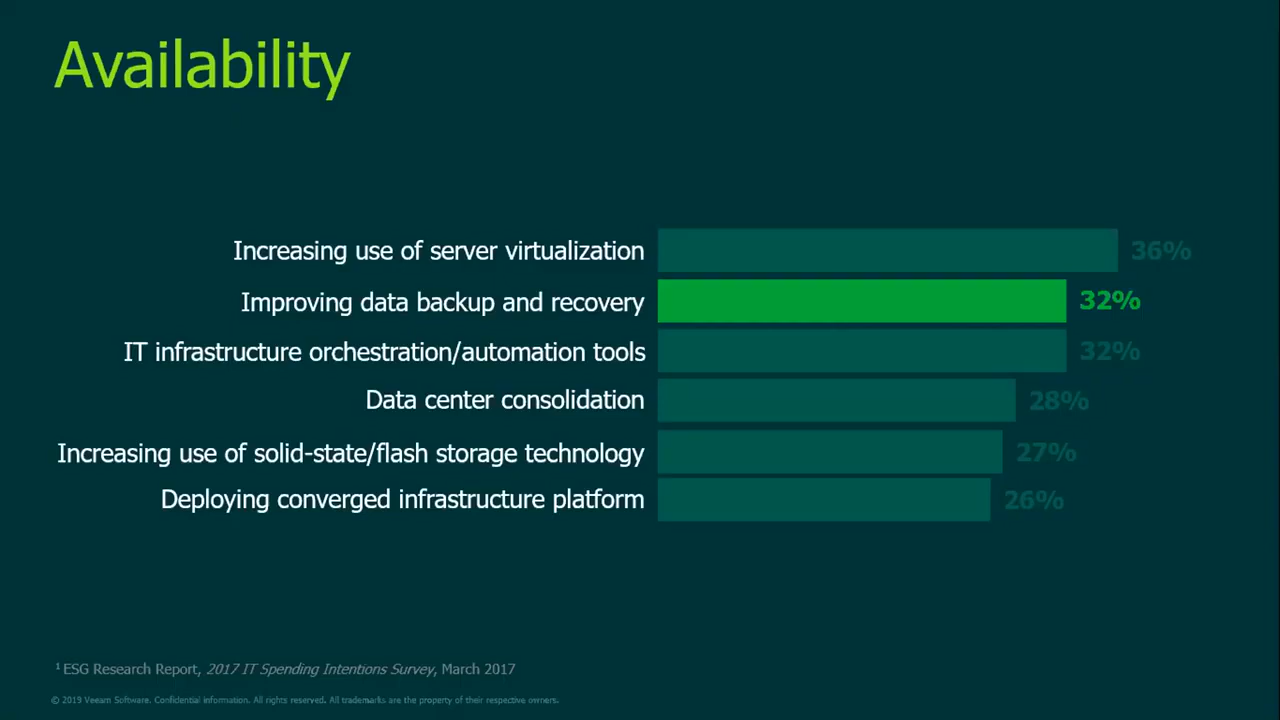 Availability
Increasing use of server virtualization 36%
Improving data backup and recovery 32%
IT infrastructure orchestration/automation tools 32%
Data center consolidation 28%
Increasing use of solid-state/flash storage technology 27%
Deploying converged infrastructure platform 26%
¹ ESG Research Report, 2017 IT Spending Intentions Survey, March 2017
© 2019 Veeam Software. Confidential information. All rights reserved. All trademarks are the property of their respective owners.